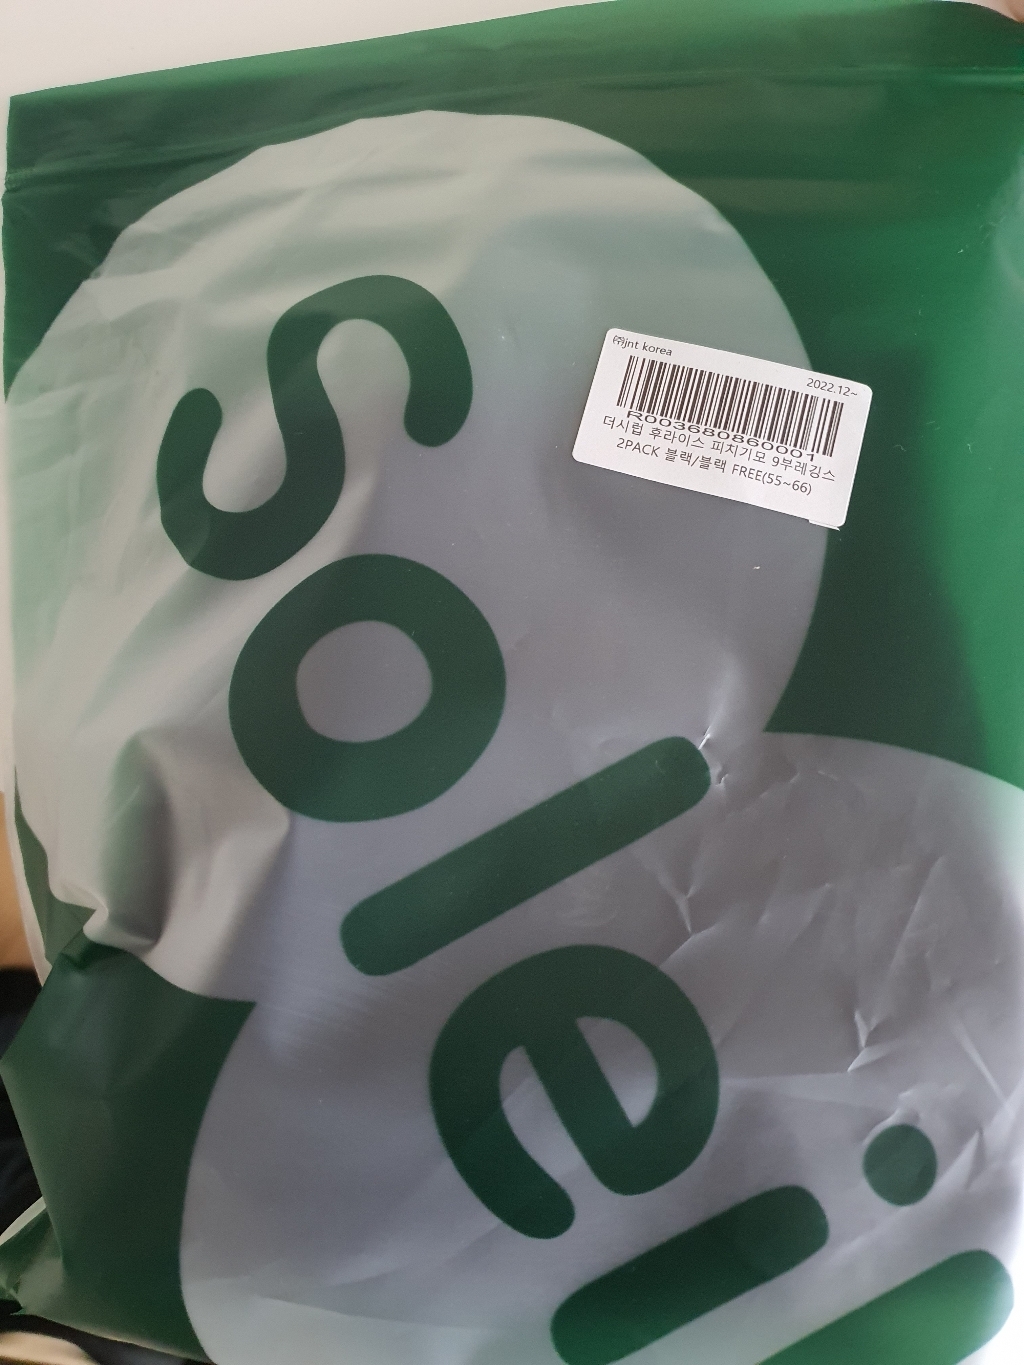 ㈜jnt korea
2022.12~
R003680860001
더시럽 후라이스 피치기모 9부레깅스
2PACK 블랙/블랙 FREE(55~66)
Soleil